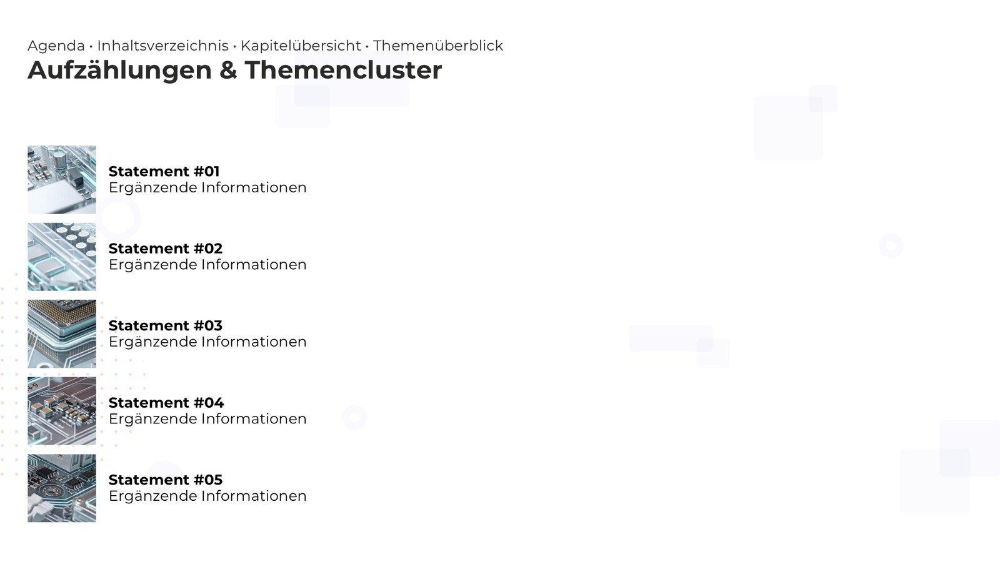 Agenda • Inhaltsverzeichnis • Kapitelübersicht • Themenüberblick
Aufzählungen & Themencluster
Statement #01
Ergänzende Informationen
Statement #02
Ergänzende Informationen
Statement #03
Ergänzende Informationen
Statement #04
Ergänzende Informationen
Statement #05
Ergänzende Informationen